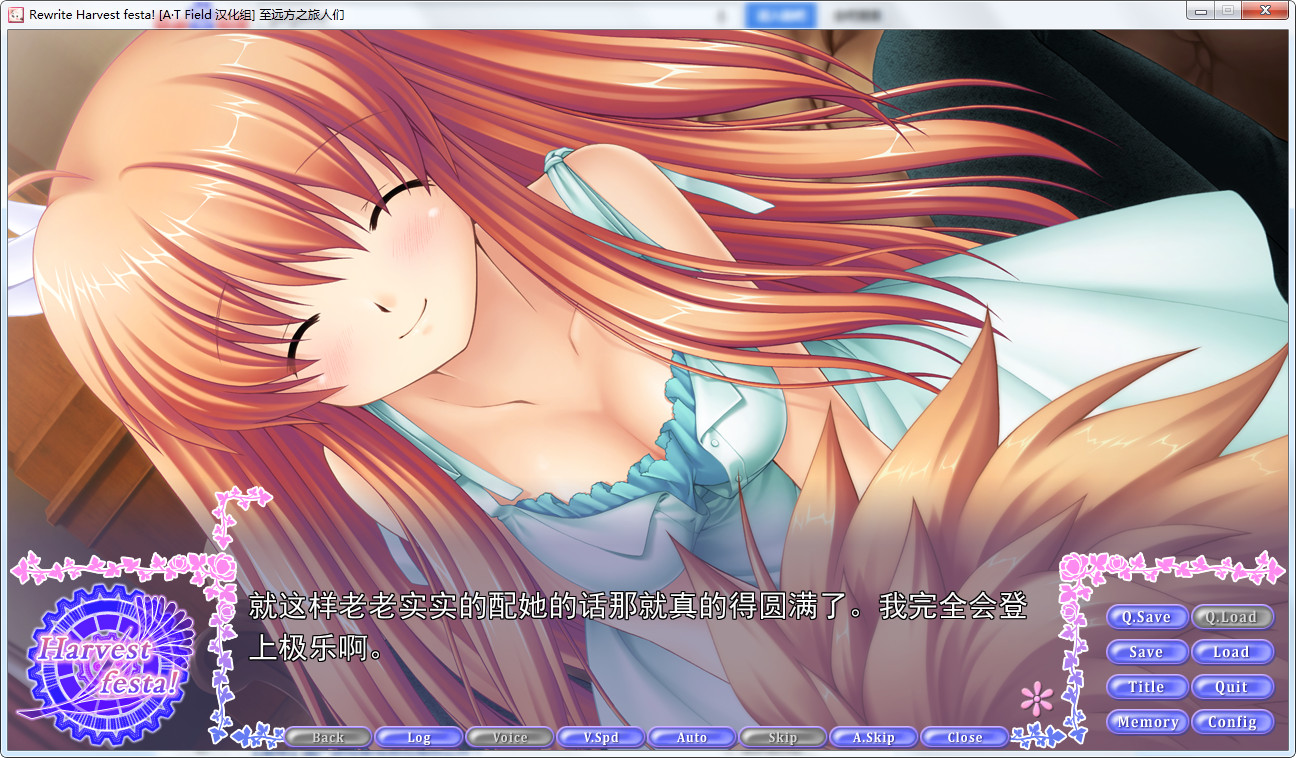 Rewrite Harvest festa! [A·T Field 汉化组] 至远方之旅人们
就这样老老实实的配她的话那就真的得圆满了。我完全会登
上极乐啊。
Harvest
festa!
Q.Save Q.Load
Save Load
Title Quit
Memory Config
Back Log Voice V.Spd Auto Skip A.Skip Close